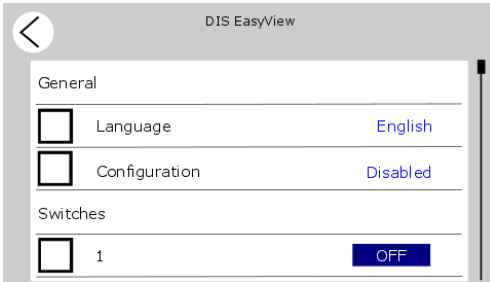 DIS EasyView
General
Language English
Configuration Disabled
Switches
1 OFF